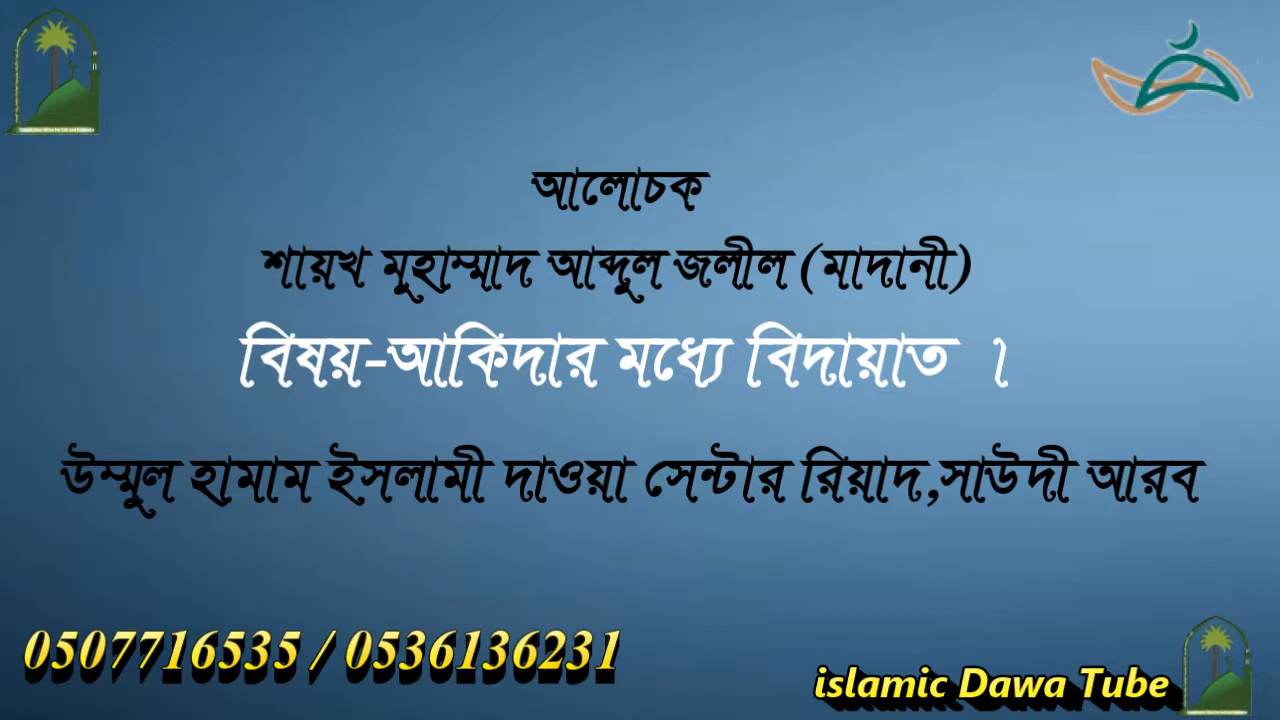 আলোচক
শায়খ মুহাম্মাদ আব্দুল জলীল (মাদানী)
বিষয়-আকিদার মধ্যে বিদায়াত ।
উম্মুল হামাম ইসলামী দাওয়া সেন্টার রিয়াদ,সাউদী আরব
0507716535 / 0536136231
islamic Dawa Tube